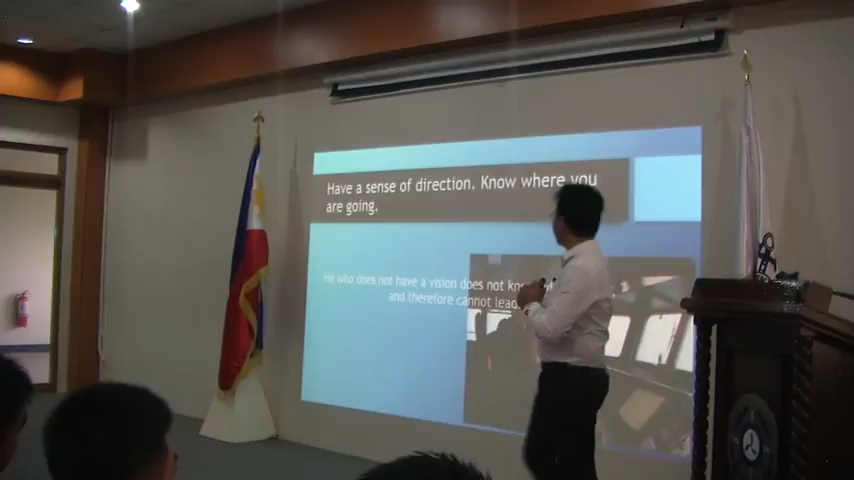 Have a sense of direction. Know where you
are going.
He who does not have a vision does not
and therefore cannot lead